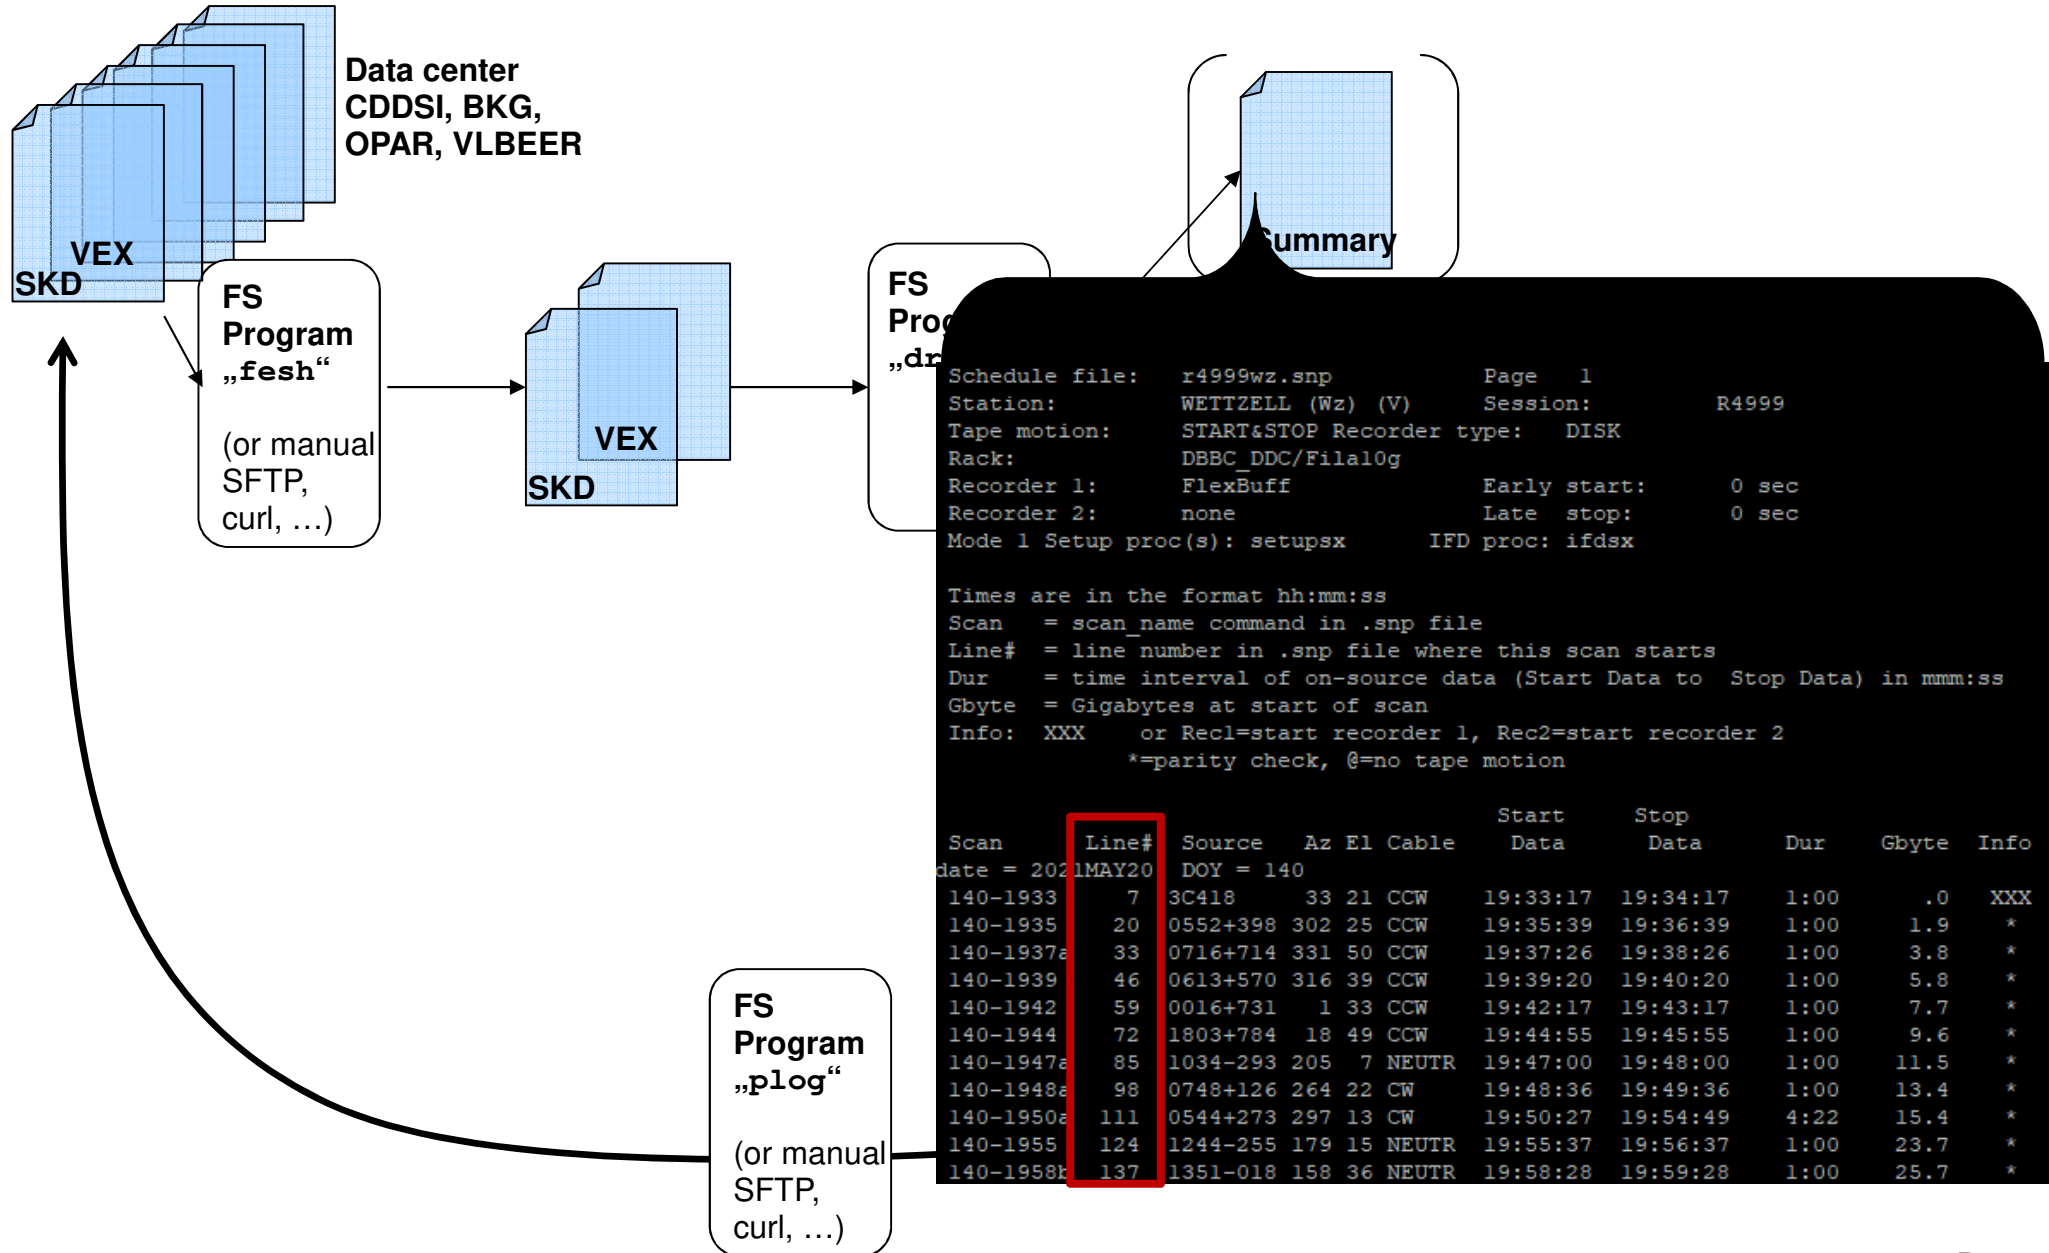 Data center
CDDSI, BKG,
OPAR, VLBEER
VEX
SKD
FS
Program
„fesh“
(or manual
SFTP,
curl, …)
VEX
SKD
FS
Summary
Schedule file: r4999wz.snp Page 1
Station: WETTZELL (Wz) (V) Session: R4999
Tape motion: START&STOP Recorder type: DISK
Rack: DBBC_DDC/Fila10g
Recorder 1: FlexBuff Early start: 0 sec
Recorder 2: none Late stop: 0 sec
Mode 1 Setup proc(s): setupsx IFD proc: ifdsx
Times are in the format hh:mm:ss
Scan = scan_name command in .snp file
Line# = line number in .snp file where this scan starts
Dur = time interval of on-source data (Start Data to Stop Data) in mmm:ss
Gbyte = Gigabytes at start of scan
Info: XXX or Rec1=start recorder 1, Rec2=start recorder 2
*=parity check, @=no tape motion
Start Stop
Scan Line# Source Az El Cable Data Data Dur Gbyte Info
date = 2021MAY20 DOY = 140
140-1933 7 3C418 33 21 CCW 19:33:17 19:34:17 1:00 .0 XXX
140-1935 20 0552+398 302 25 CCW 19:35:39 19:36:39 1:00 1.9 *
140-1937a 33 0716+714 331 50 CCW 19:37:26 19:38:26 1:00 3.8 *
140-1939 46 0613+570 316 39 CCW 19:39:20 19:40:20 1:00 5.8 *
140-1942 59 0016+731 1 33 CCW 19:42:17 19:43:17 1:00 7.7 *
140-1944 72 1803+784 18 49 CCW 19:44:55 19:45:55 1:00 9.6 *
140-1947a 85 1034-293 205 7 NEUTR 19:47:00 19:48:00 1:00 11.5 *
140-1948a 98 0748+126 264 22 CW 19:48:36 19:49:36 1:00 13.4 *
140-1950a 111 0544+273 297 13 CW 19:50:27 19:54:49 4:22 15.4 *
140-1955 124 1244-255 179 15 NEUTR 19:55:37 19:56:37 1:00 23.7 *
140-1958b 137 1351-018 158 36 NEUTR 19:58:28 19:59:28 1:00 25.7 *
FS
Program
„plog“
(or manual
SFTP,
curl, …)